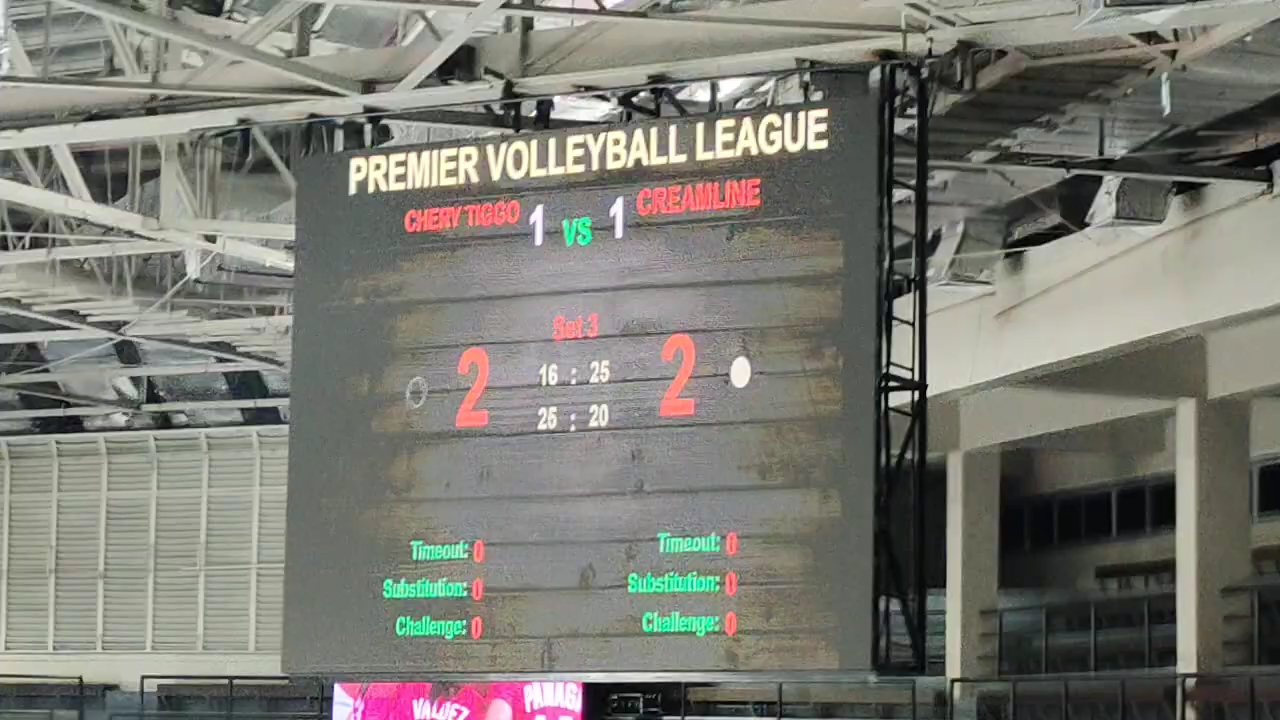 PREMIER VOLLEYBALL LEAGUE
CHERY TIGGO 1 VS 1 CREAMLINE
Set 3
2 16 : 25 2
25 : 20
Timeout: 0 Timeout: 0
Substitution: 0 Substitution: 0
Challenge: 0 Challenge: 0
VALDEZ